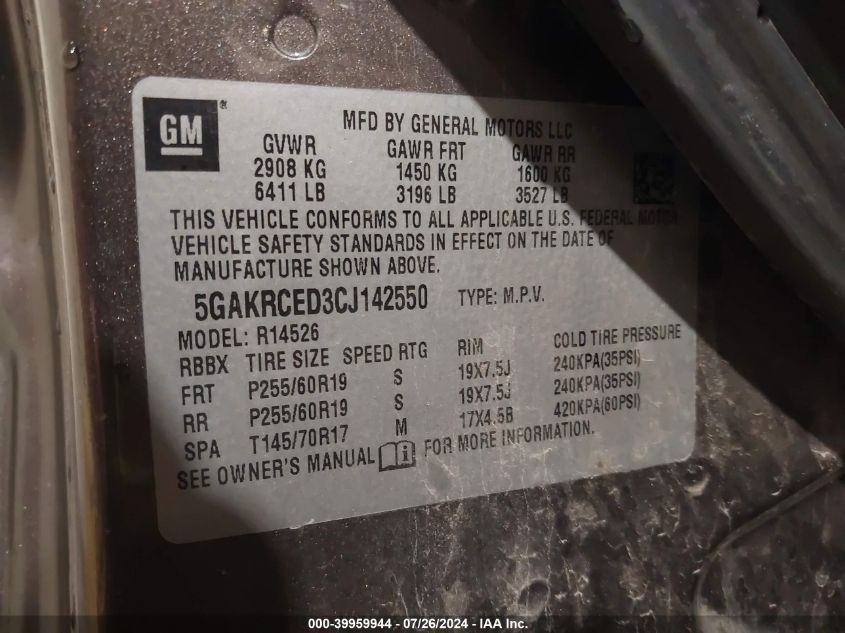 GM ®
MFD BY GENERAL MOTORS LLC
GVWR GAWR FRT GAWR RR
2908 KG 1450 KG 1600 KG
6411 LB 3196 LB 3527 LB
THIS VEHICLE CONFORMS TO ALL APPLICABLE U.S. FEDERAL MOTOR
VEHICLE SAFETY STANDARDS IN EFFECT ON THE DATE OF
MANUFACTURE SHOWN ABOVE.
5GAKRCED3CJ142550 TYPE: M.P.V.
MODEL: R14526
RBBX TIRE SIZE SPEED RTG RIM COLD TIRE PRESSURE
FRT P255/60R19 S 19X7.5J 240KPA(35PSI)
RR P255/60R19 S 19X7.5J 240KPA(35PSI)
SPA T145/70R17 M 17X4.5B 420KPA(60PSI)
SEE OWNER'S MANUAL i FOR MORE INFORMATION.
000-39959944 / 07/26/2024 - IAA Inc.